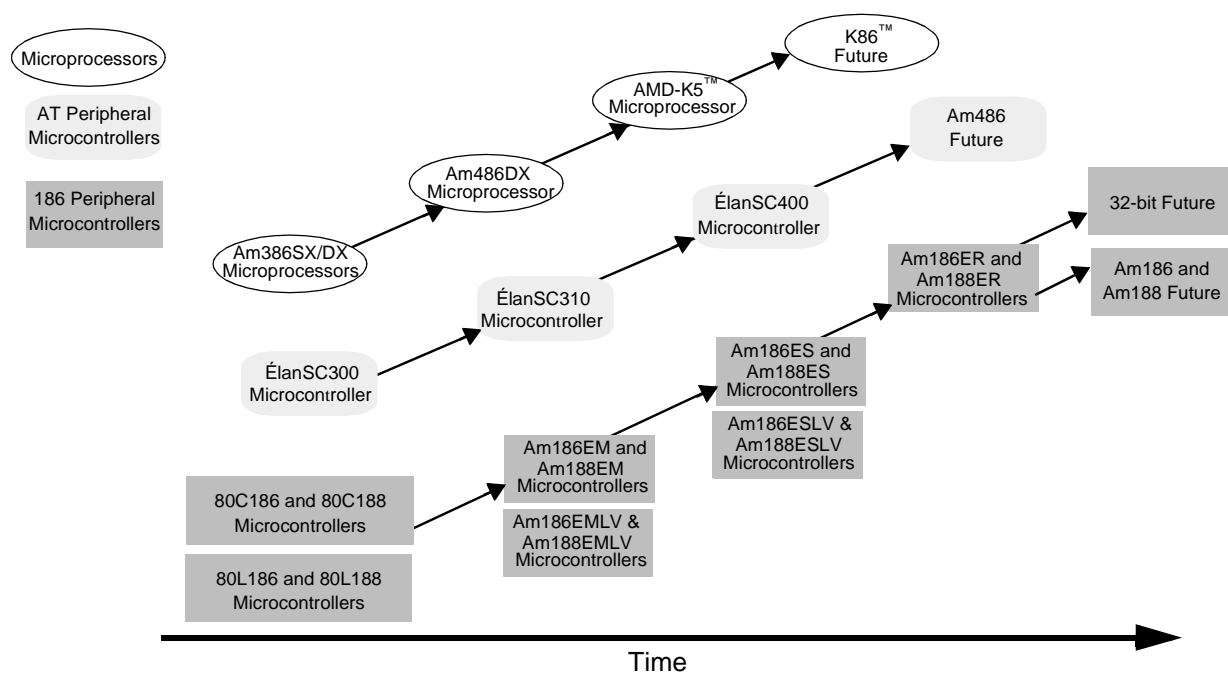 Microprocessors
AT Peripheral
Microcontrollers
186 Peripheral
Microcontrollers
K86™
Future
AMD-K5™
Microprocessor
Am486DX
Microprocessor
Am386SX/DX
Microprocessors
Am486
Future
ÉlanSC400
Microcontroller
ÉlanSC310
Microcontroller
ÉlanSC300
Microcontroller
32-bit Future
Am186 and
Am188 Future
Am186ER and
Am188ER
Microcontrollers
Am186ES and
Am188ES
Microcontrollers
Am186ESLV &
Am188ESLV
Microcontrollers
Am186EM and
Am188EM
Microcontrollers
Am186EMLV &
Am188EMLV
Microcontrollers
80C186 and 80C188
Microcontrollers
80L186 and 80L188
Microcontrollers
Time